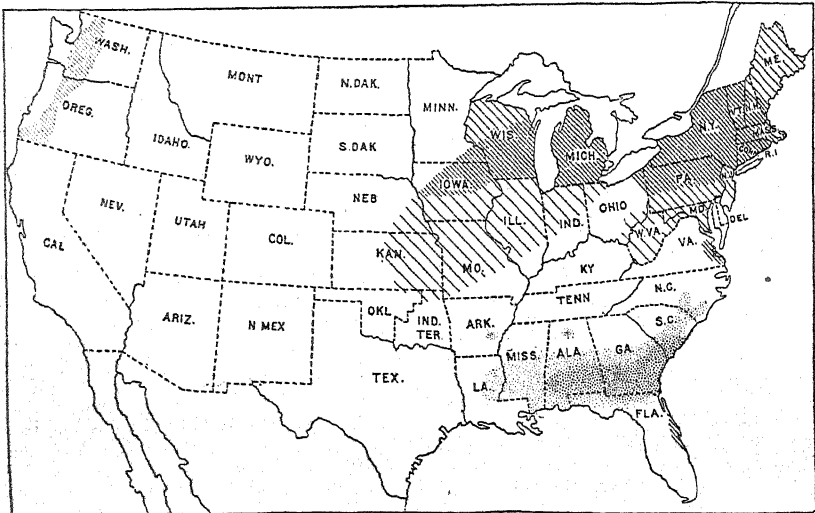 WASH.
OREG.
IDAHO.
MONT
N.DAK.
S.DAK
MINN.
WIS.
MICH.
WYO.
NEB
IOWA.
NEV.
UTAH
COL.
CAL
KAN.
MO.
ILL.
IND.
OHIO
KY
TENN
W.VA.
VA.
N.C.
S.C.
ARIZ.
N MEX
OKL
IND.
TER.
ARK.
TEX.
LA.
MISS.
ALA.
GA.
FLA.
ME.
VT.
N.H.
MASS.
R.I
N.Y.
PA.
N.J.
MD.
DEL